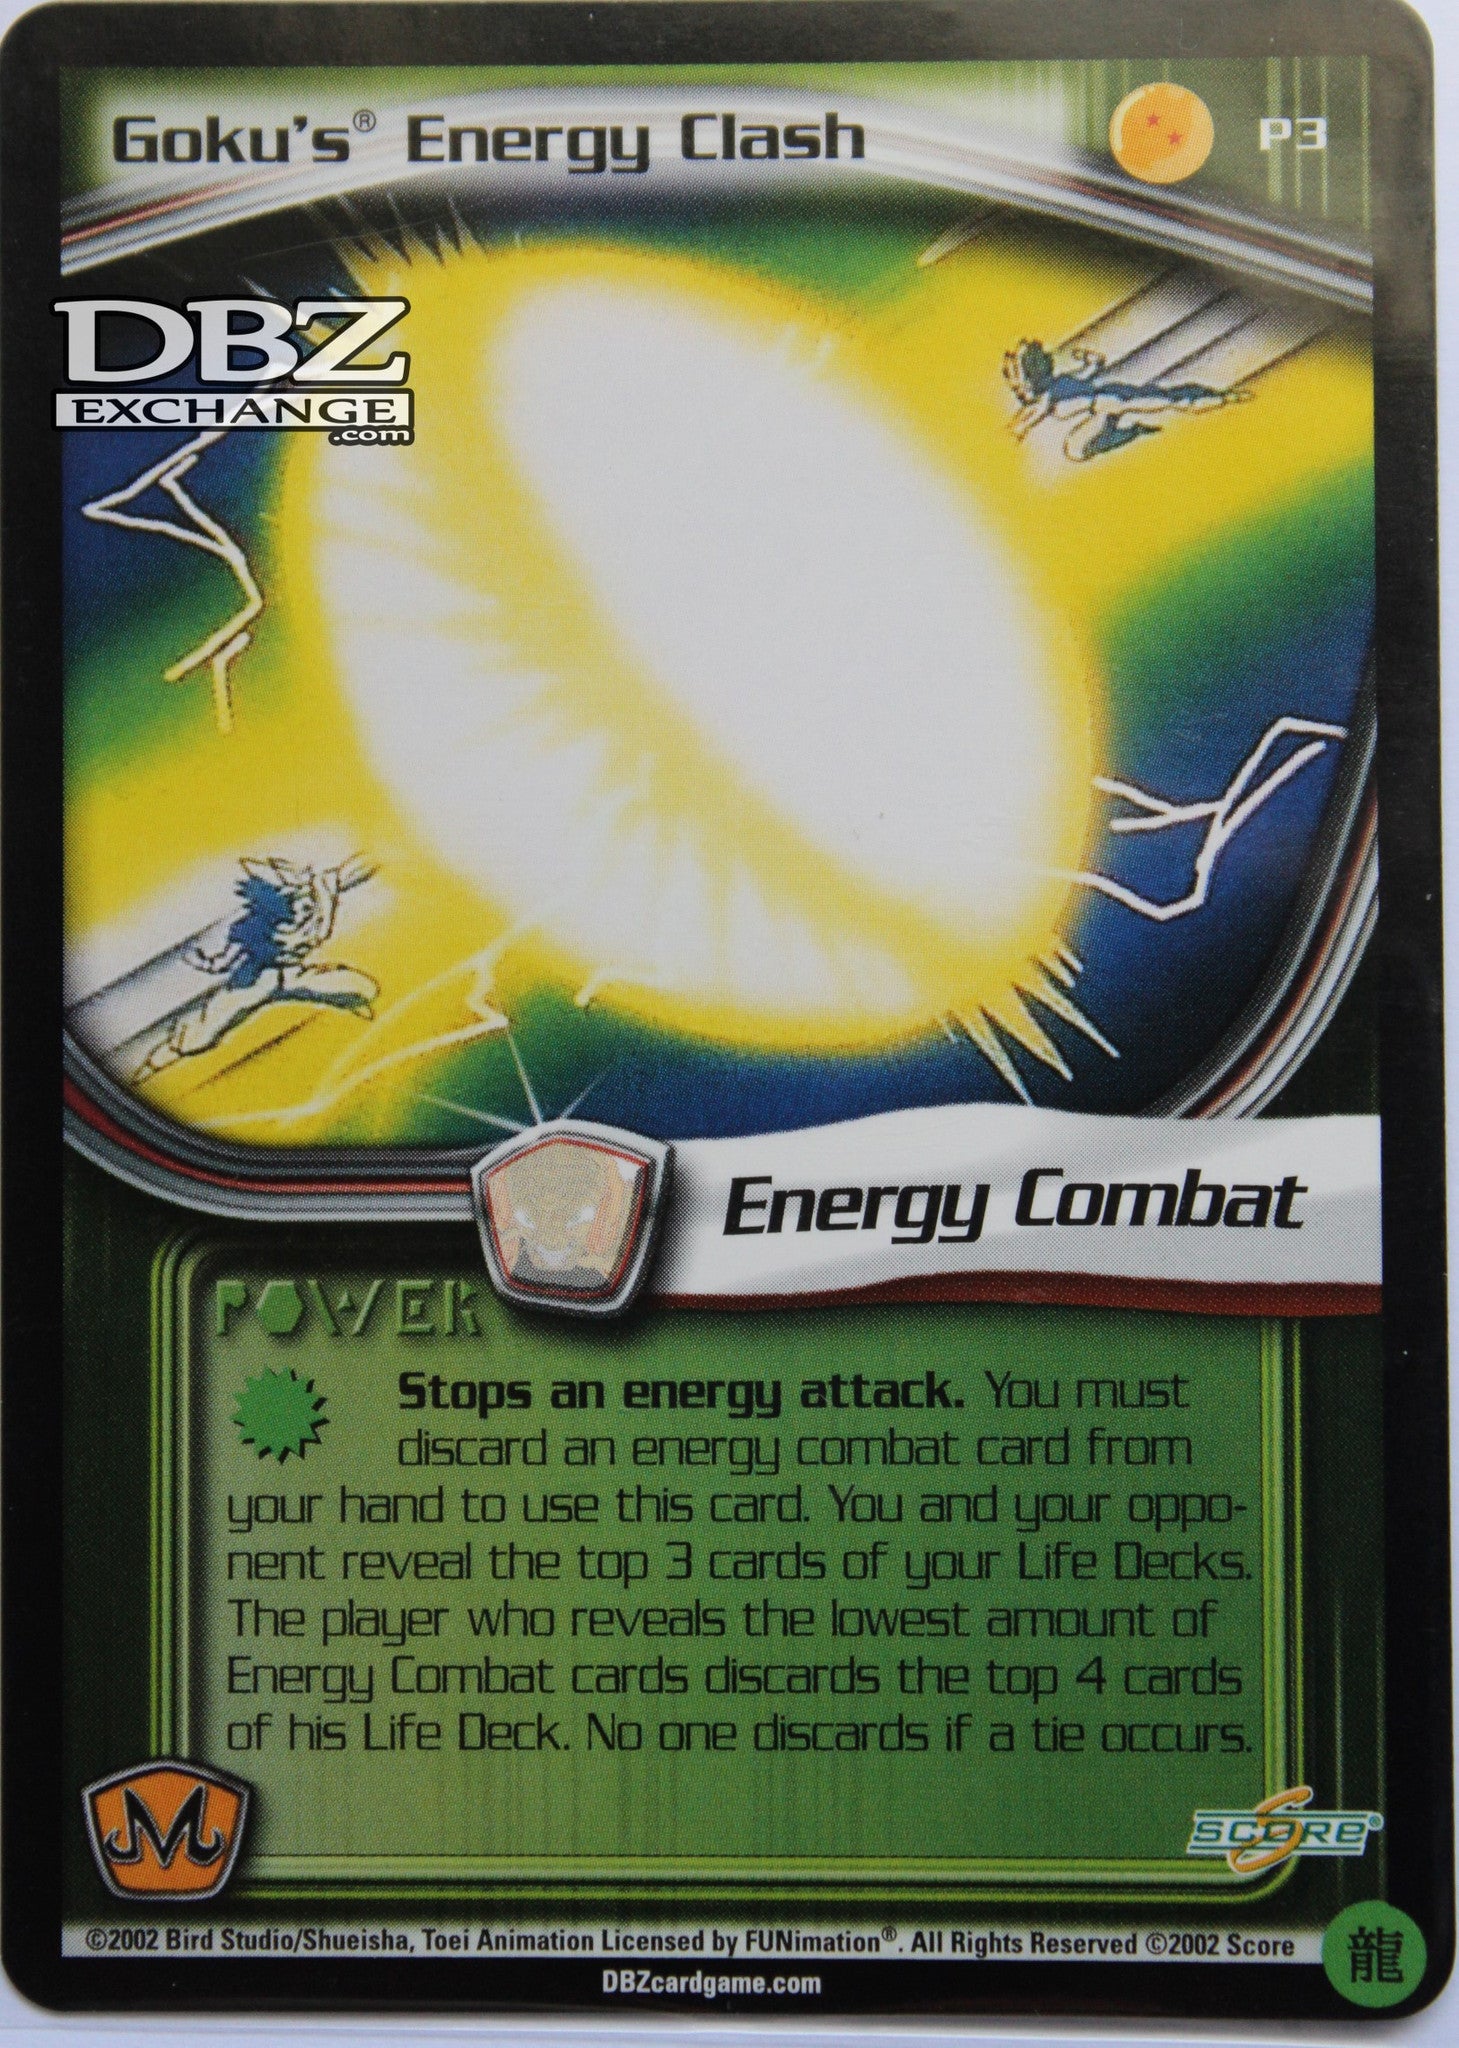 Goku's® Energy Clash
P3
DBZ
EXCHANGE
.com
Energy Combat
POWER
Stops an energy attack. You must
discard an energy combat card from
your hand to use this card. You and your oppo-
nent reveal the top 3 cards of your Life Decks.
The player who reveals the lowest amount of
Energy Combat cards discards the top 4 cards
of his Life Deck. No one discards if a tie occurs.
M
SCORE®
©2002 Bird Studio/Shueisha, Toei Animation Licensed by FUNimation®. All Rights Reserved ©2002 Score
龍
DBZcardgame.com